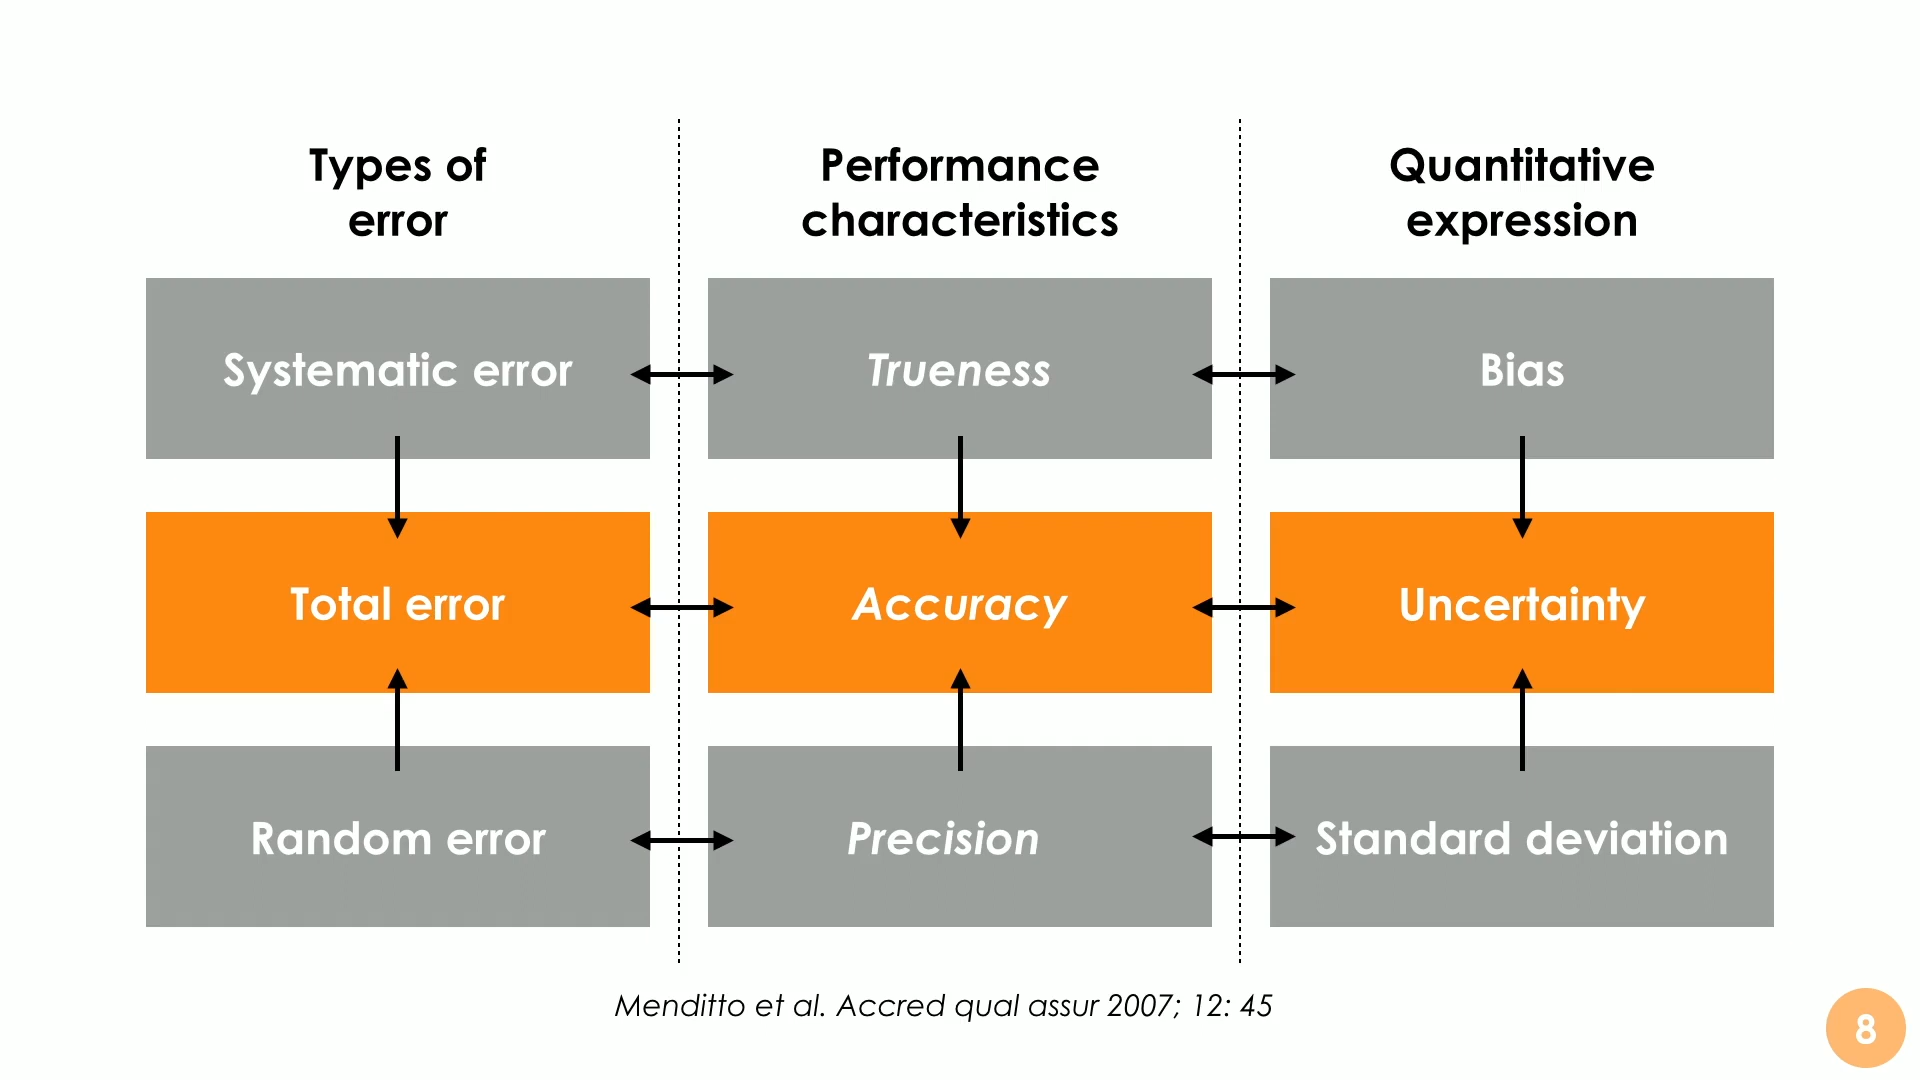 Types of
error
Performance
characteristics
Quantitative
expression
Systematic error
Trueness
Bias
Total error
Accuracy
Uncertainty
Random error
Precision
Standard deviation
Menditto et al. Accred qual assur 2007; 12: 45
8